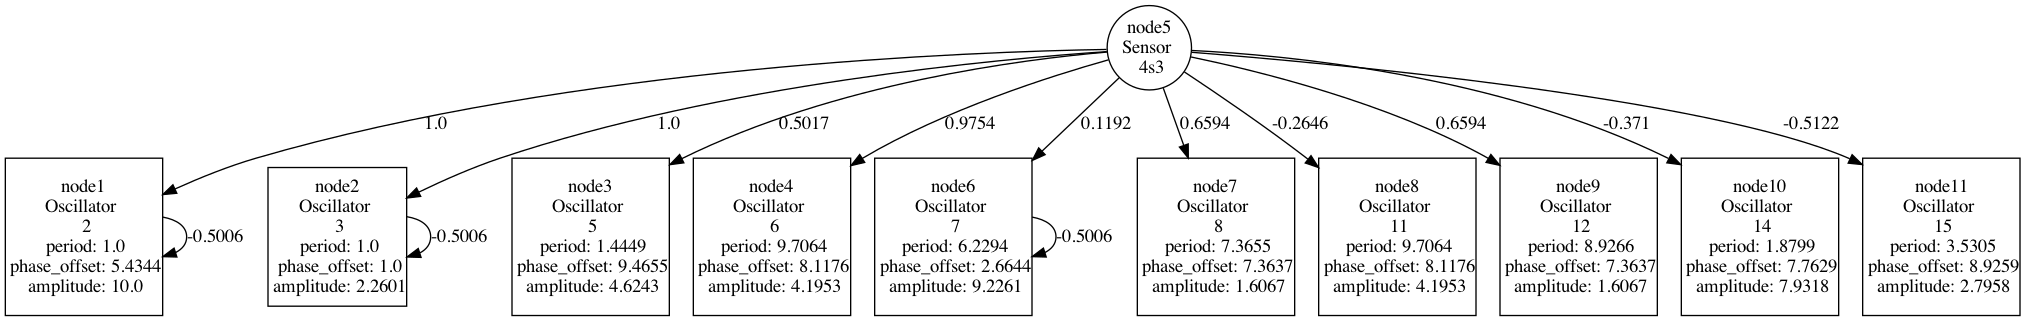 node5
Sensor
4s3
1.0
1.0
0.5017
0.9754
0.1192
0.6594
-0.2646
0.6594
-0.371
-0.5122
node1
Oscillator
2
period: 1.0
phase_offset: 5.4344
amplitude: 10.0
-0.5006
node2
Oscillator
3
period: 1.0
phase_offset: 1.0
amplitude: 2.2601
-0.5006
node3
Oscillator
5
period: 1.4449
phase_offset: 9.4655
amplitude: 4.6243
node4
Oscillator
6
period: 9.7064
phase_offset: 8.1176
amplitude: 4.1953
node6
Oscillator
7
period: 6.2294
phase_offset: 2.6644
amplitude: 9.2261
-0.5006
node7
Oscillator
8
period: 7.3655
phase_offset: 7.3637
amplitude: 1.6067
node8
Oscillator
11
period: 9.7064
phase_offset: 8.1176
amplitude: 4.1953
node9
Oscillator
12
period: 8.9266
phase_offset: 7.3637
amplitude: 1.6067
node10
Oscillator
14
period: 1.8799
phase_offset: 7.7629
amplitude: 7.9318
node11
Oscillator
15
period: 3.5305
phase_offset: 8.9259
amplitude: 2.7958